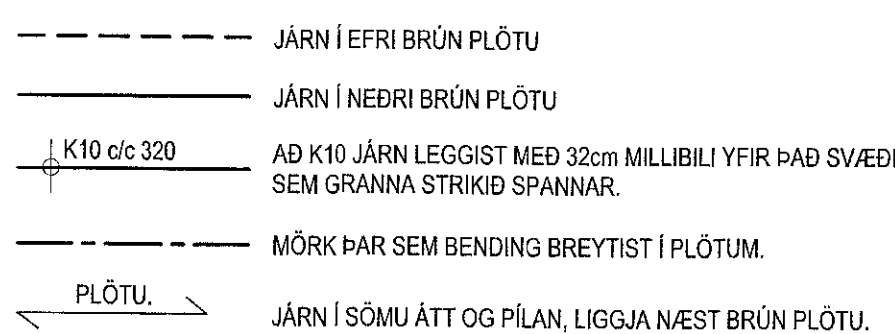 JÁRN Í EFRI BRÚN PLÖTU
JÁRN Í NEÐRI BRÚN PLÖTU
K10 c/c 320
AÐ K10 JÁRN LEGGIST MEÐ 32cm MILLIBILI YFIR ÞAÐ SVÆÐI
SEM GRANNA STRIKIÐ SPANNAR.
MÖRK ÞAR SEM BENDING BREYTIST Í PLÖTUM.
PLÖTU.
JÁRN Í SÖMU ÁTT OG PÍLAN, LIGGJA NÆST BRÚN PLÖTU.